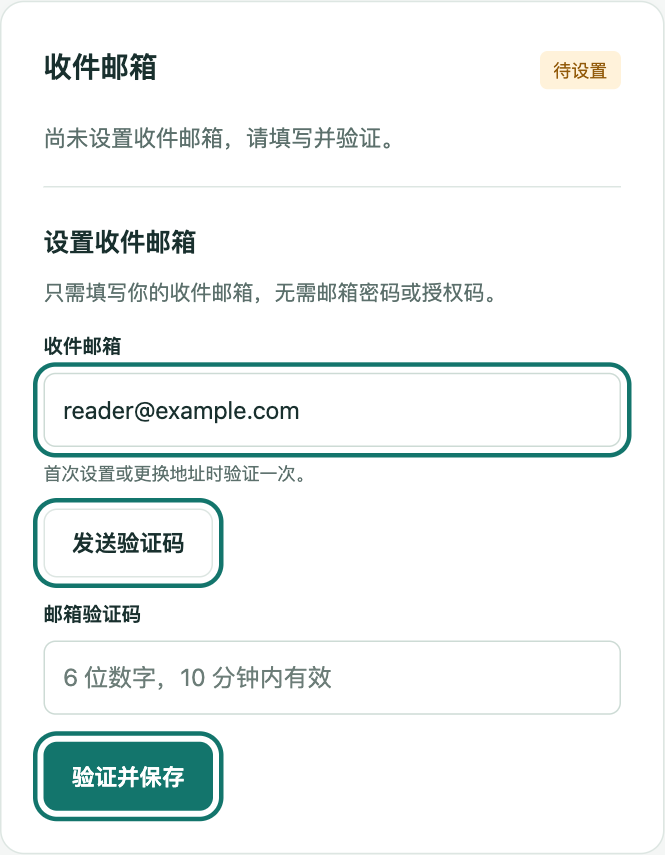 收件邮箱
待设置
尚未设置收件邮箱，请填写并验证。
设置收件邮箱
只需填写你的收件邮箱，无需邮箱密码或授权码。
收件邮箱
reader@example.com
首次设置或更换地址时验证一次。
发送验证码
邮箱验证码
6 位数字，10 分钟内有效
验证并保存